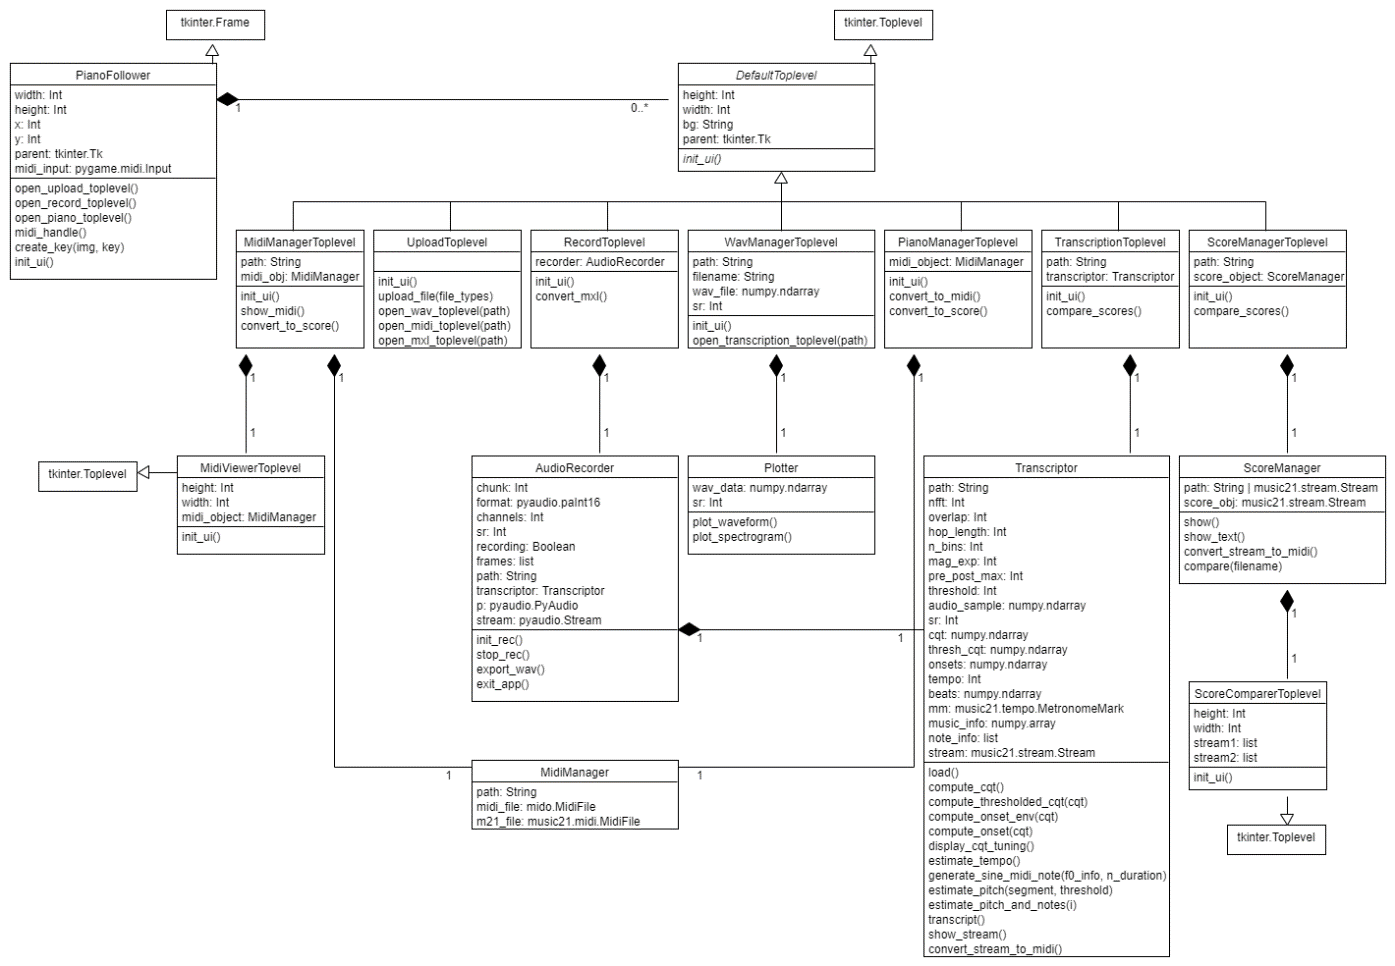 tkinter.Frame
tkinter.Toplevel
PianoFollower
width: Int
height: Int
x: Int
y: Int
parent: tkinter.Tk
midi_input: pygame.midi.Input
open_upload_toplevel()
open_record_toplevel()
open_piano_toplevel()
midi_handle()
create_key(img, key)
init_ui()
1
0..*
DefaultToplevel
height: Int
width: Int
bg: String
parent: tkinter.Tk
init_ui()
MidiManagerToplevel
path: String
midi_obj: MidiManager
init_ui()
show_midi()
convert_to_score()
UploadToplevel
init_ui()
upload_file(file_types)
open_wav_toplevel(path)
open_midi_toplevel(path)
open_mxl_toplevel(path)
RecordToplevel
recorder: AudioRecorder
init_ui()
convert_mxl()
WavManagerToplevel
path: String
filename: String
wav_file: numpy.ndarray
sr: Int
init_ui()
open_transcription_toplevel(path)
PianoManagerToplevel
midi_object: MidiManager
init_ui()
convert_to_midi()
convert_to_score()
TranscriptionToplevel
path: String
transcriptor: Transcriptor
init_ui()
compare_scores()
ScoreManagerToplevel
path: String
score_object: ScoreManager
init_ui()
compare_scores()
1
1
1
1
1
1
1
1
1
1
1
1
tkinter.Toplevel
MidiViewerToplevel
height: Int
width: Int
midi_object: MidiManager
init_ui()
AudioRecorder
chunk: Int
format: pyaudio.paInt16
channels: Int
sr: Int
recording: Boolean
frames: list
path: String
transcriptor: Transcriptor
p: pyaudio.PyAudio
stream: pyaudio.Stream
init_rec()
stop_rec()
export_wav()
exit_app()
Plotter
wav_data: numpy.ndarray
sr: Int
plot_waveform()
plot_spectrogram()
1
1
Transcriptor
path: String
nfft: Int
overlap: Int
hop_length: Int
n_bins: Int
mag_exp: Int
pre_post_max: Int
threshold: Int
audio_sample: numpy.ndarray
sr: Int
cqt: numpy.ndarray
thresh_cqt: numpy.ndarray
onsets: numpy.ndarray
tempo: Int
beats: numpy.ndarray
mm: music21.tempo.MetronomeMark
music_info: numpy.array
note_info: list
stream: music21.stream.Stream
load()
compute_cqt()
compute_thresholded_cqt(cqt)
compute_onset_env(cqt)
compute_onset(cqt)
display_cqt_tuning()
estimate_tempo()
generate_sine_midi_note(f0_info, n_duration)
estimate_pitch(segment, threshold)
estimate_pitch_and_notes(i)
transcript()
show_stream()
convert_stream_to_midi()
ScoreManager
path: String | music21.stream.Stream
score_obj: music21.stream.Stream
show()
show_text()
convert_stream_to_midi()
compare(filename)
1
1
ScoreComparerToplevel
height: Int
width: Int
stream1: list
stream2: list
init_ui()
tkinter.Toplevel
1
1
MidiManager
path: String
midi_file: mido.MidiFile
m21_file: music21.midi.MidiFile